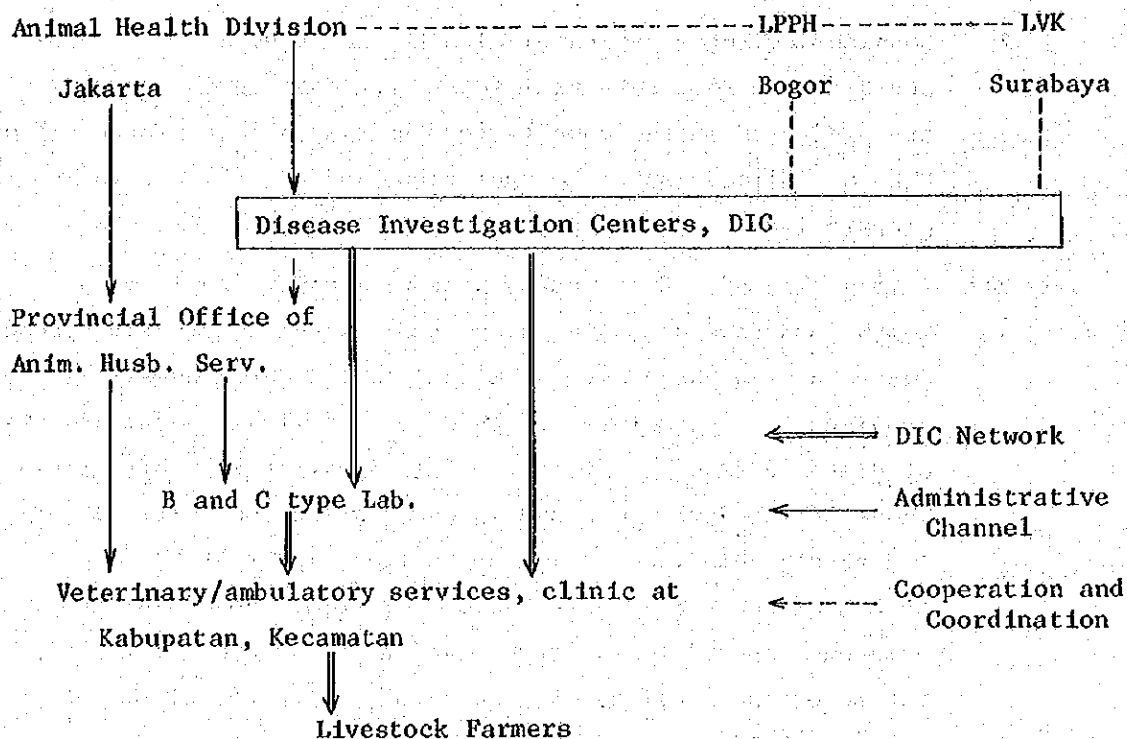 Animal Health Division LPPH LVK
Jakarta Bogor Surabaya
Disease Investigation Centers, DIC
Provincial Office of
Anim. Husb. Serv.
DIC Network
B and C type Lab.
Administrative
Channel
Veterinary/ambulatory services, clinic at
Kabupatan, Kecamatan
Cooperation and
Coordination
Livestock Farmers